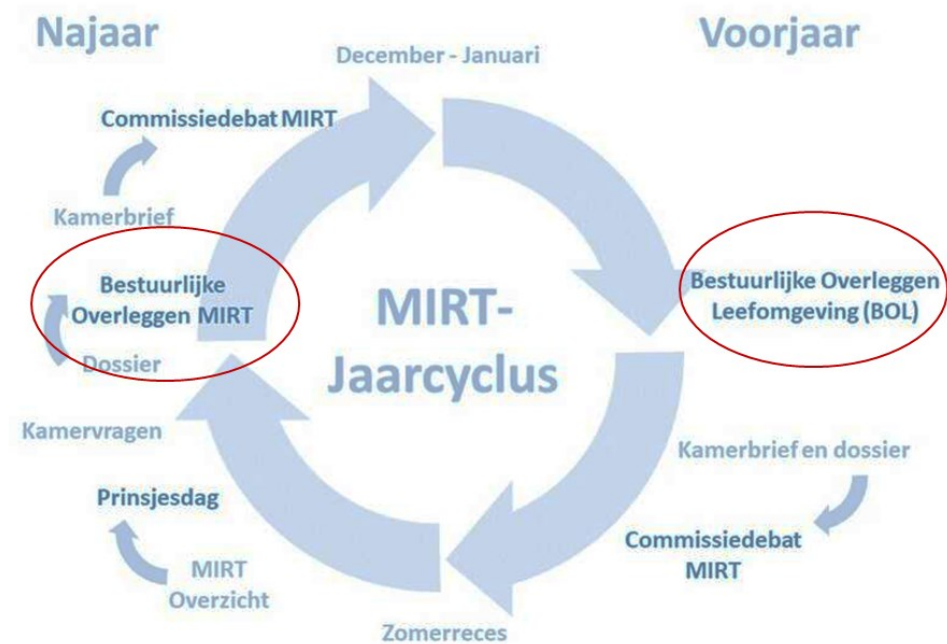 Najaar
Voorjaar
December - Januari
Commissiedebat MIRT
Kamerbrief
Bestuurlijke
Overleggen MIRT
Dossier
Kamervragen
Prinsjesdag
MIRT
Overzicht
MIRT-
Jaarcyclus
Bestuurlijke Overleggen
Leefomgeving (BOL)
Kamerbrief en dossier
Commissiedebat
MIRT
Zomerreces